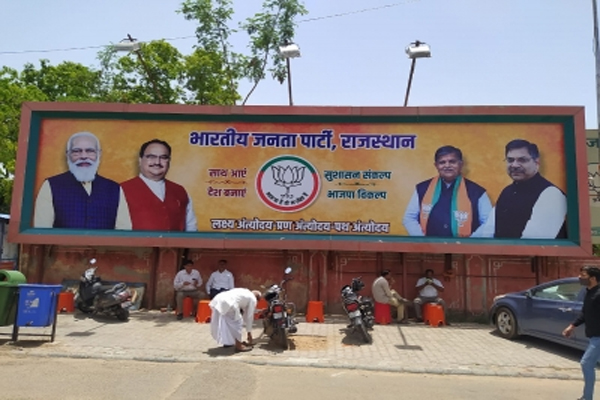 भारतीय जनता पार्टी, राजस्थान
साथ आएं
देश बनाएं
सुशासन संकल्प
भाजपा विकल्प
लक्ष्य अंत्योदय-प्रण अंत्योदय-पथ अंत्योदय